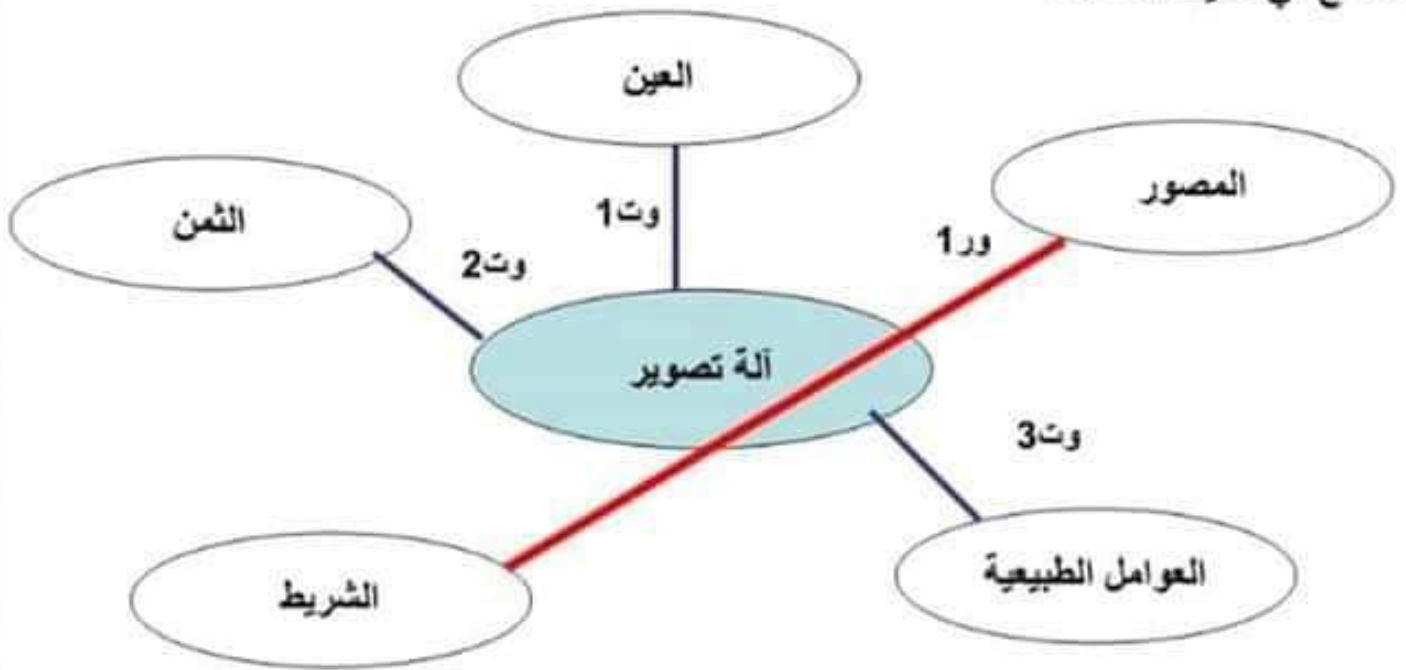 العين
المصور
الثمن
وت1
ور1
وت2
آلة تصوير
وت3
العوامل الطبيعية
الشريط